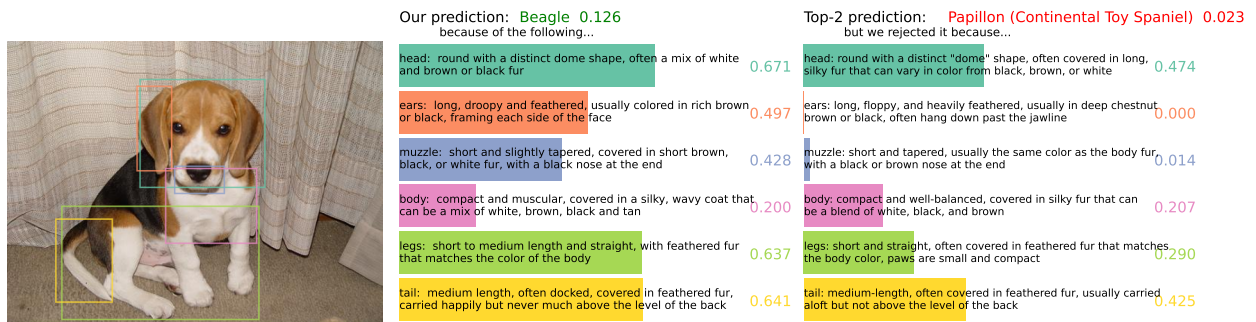 Our prediction: Beagle 0.126
because of the following...
head: round with a distinct dome shape, often a mix of white
and brown or black fur
0.671
ears: long, droopy and feathered, usually colored in rich brown
or black, framing each side of the face
0.497
muzzle: short and slightly tapered, covered in short brown,
black, or white fur, with a black nose at the end
0.428
body: compact and muscular, covered in a silky, wavy coat that
can be a mix of white, brown, black and tan
0.200
legs: short to medium length and straight, with feathered fur
that matches the color of the body
0.637
tail: medium length, often docked, covered in feathered fur,
carried happily but never much above the level of the back
0.641
Top-2 prediction: Papillon (Continental Toy Spaniel) 0.023
but we rejected it because...
head: round with a distinct "dome" shape, often covered in long,
silky fur that can vary in color from black, brown, or white
0.474
ears: long, floppy, and heavily feathered, usually in deep chestnut
brown or black, often hang down past the jawline
0.000
muzzle: short and tapered, usually the same color as the body fur,
with a black or brown nose at the end
0.014
body: compact and well-balanced, covered in silky fur that can
be a blend of white, black, and brown
0.207
legs: short and straight, often covered in feathered fur that matches
the body color, paws are small and compact
0.290
tail: medium-length, often covered in feathered fur, usually carried
aloft but not above the level of the back
0.425